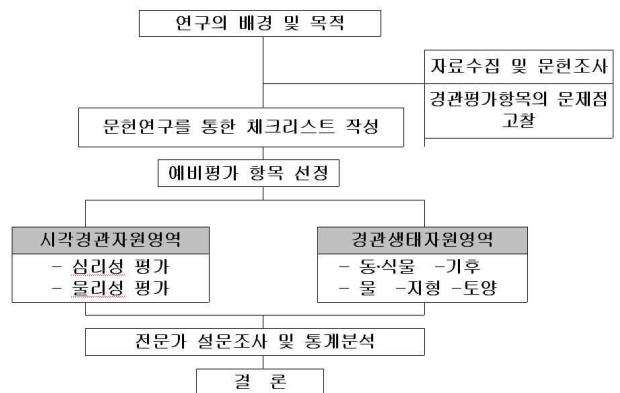 연구의 배경 및 목적
자료수집 및 문헌조사
경관평가항목의 문제점
고찰
문헌연구를 통한 체크리스트 작성
예비평가 항목 선정
시각경관자원영역
- 심리성 평가
- 물리성 평가
경관생태자원영역
- 동·식물 -기후
- 물 -지형 -토양
전문가 설문조사 및 통계분석
결 론